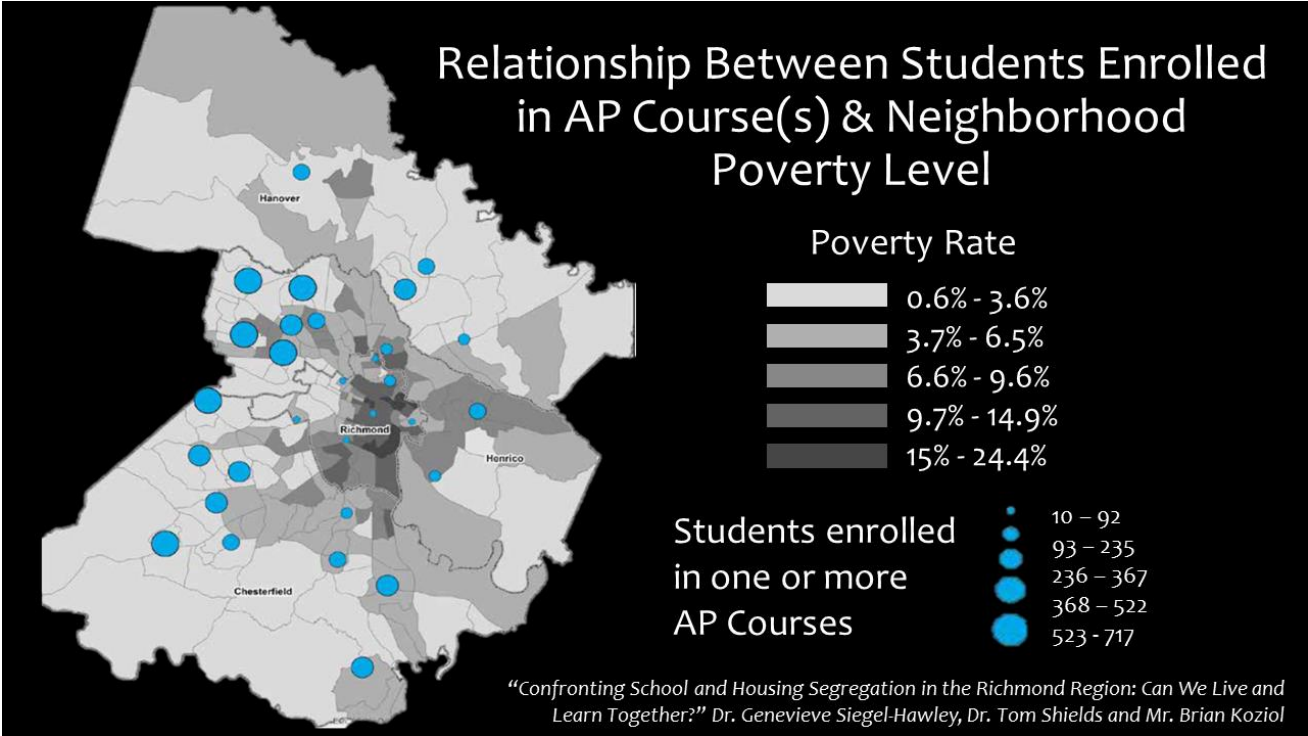 Relationship Between Students Enrolled
in AP Course(s) & Neighborhood
Poverty Level
Hanover
Richmond
Henrico
Chesterfield
Poverty Rate
0.6% - 3.6%
3.7% - 6.5%
6.6% - 9.6%
9.7% - 14.9%
15% - 24.4%
Students enrolled
in one or more
AP Courses
10 – 92
93 – 235
236 – 367
368 – 522
523 - 717
“Confronting School and Housing Segregation in the Richmond Region: Can We Live and
Learn Together?” Dr. Genevieve Siegel-Hawley, Dr. Tom Shields and Mr. Brian Koziol